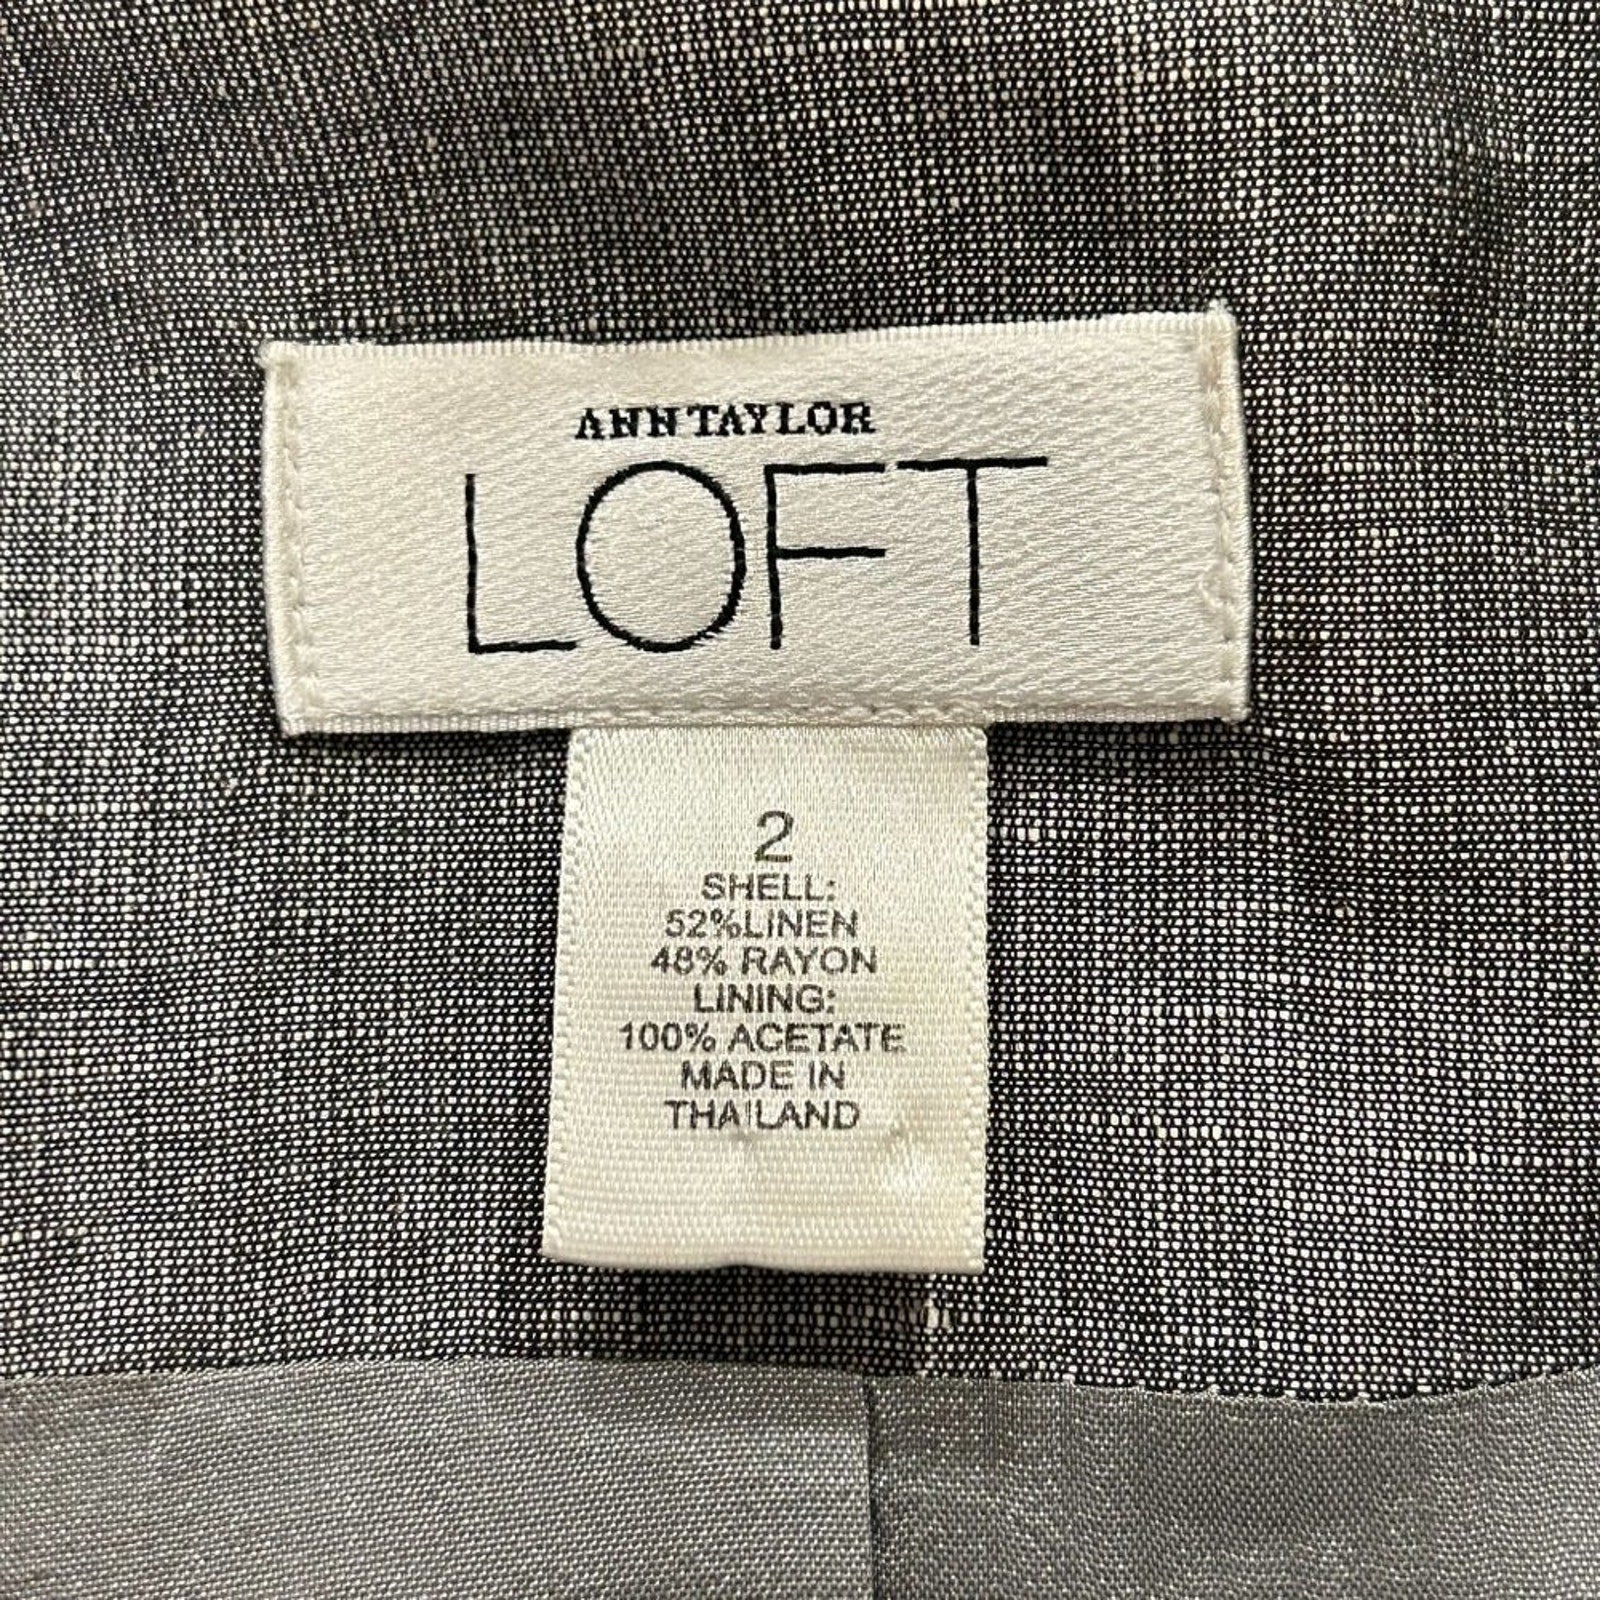 ANN TAYLOR
LOFT
2
SHELL:
52%LINEN
48% RAYON
LINING:
100% ACETATE
MADE IN
THAILAND